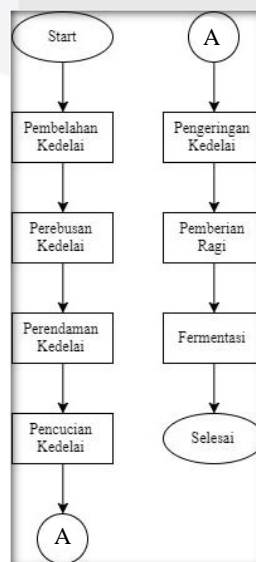 Start
Pembelahan
Kedelai
Perebusan
Kedelai
Perendaman
Kedelai
Pencucian
Kedelai
A
A
Pengeringan
Kedelai
Pemberian
Ragi
Fermentasi
Selesai